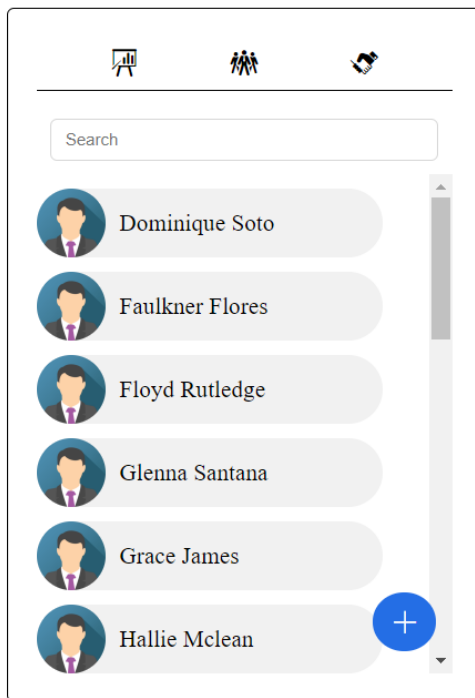 Search
Dominique Soto
Faulkner Flores
Floyd Rutledge
Glenna Santana
Grace James
Hallie Mclean